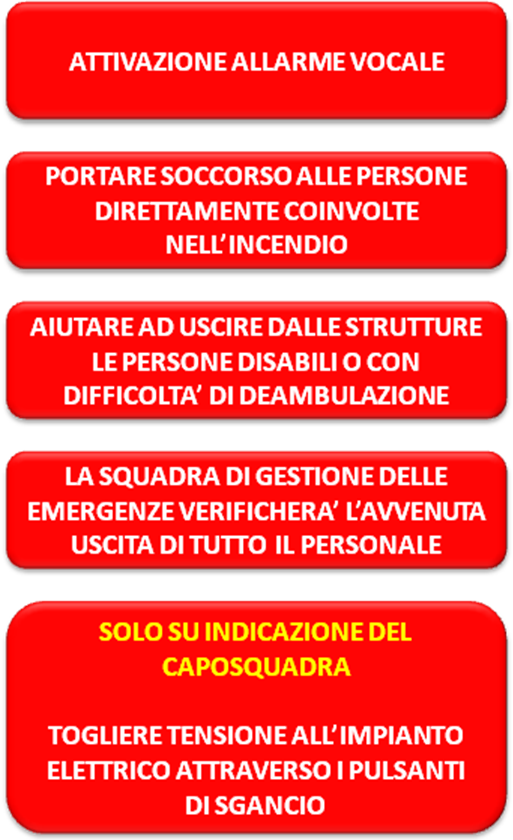 ATTIVAZIONE ALLARME VOCALE
PORTARE SOCCORSO ALLE PERSONE
DIRETTAMENTE COINVOLTE
NELL'INCENDIO
AIUTARE AD USCIRE DALLE STRUTTURE
LE PERSONE DISABILI O CON
DIFFICOLTA' DI DEAMBULAZIONE
LA SQUADRA DI GESTIONE DELLE
EMERGENZE VERIFICHERA' L'AVVENUTA
USCITA DI TUTTO IL PERSONALE
SOLO SU INDICAZIONE DEL
CAPOSQUADRA
TOGLIERE TENSIONE ALL'IMPIANTO
ELETTRICO ATTRAVERSO I PULSANTI
DI SGANCIO